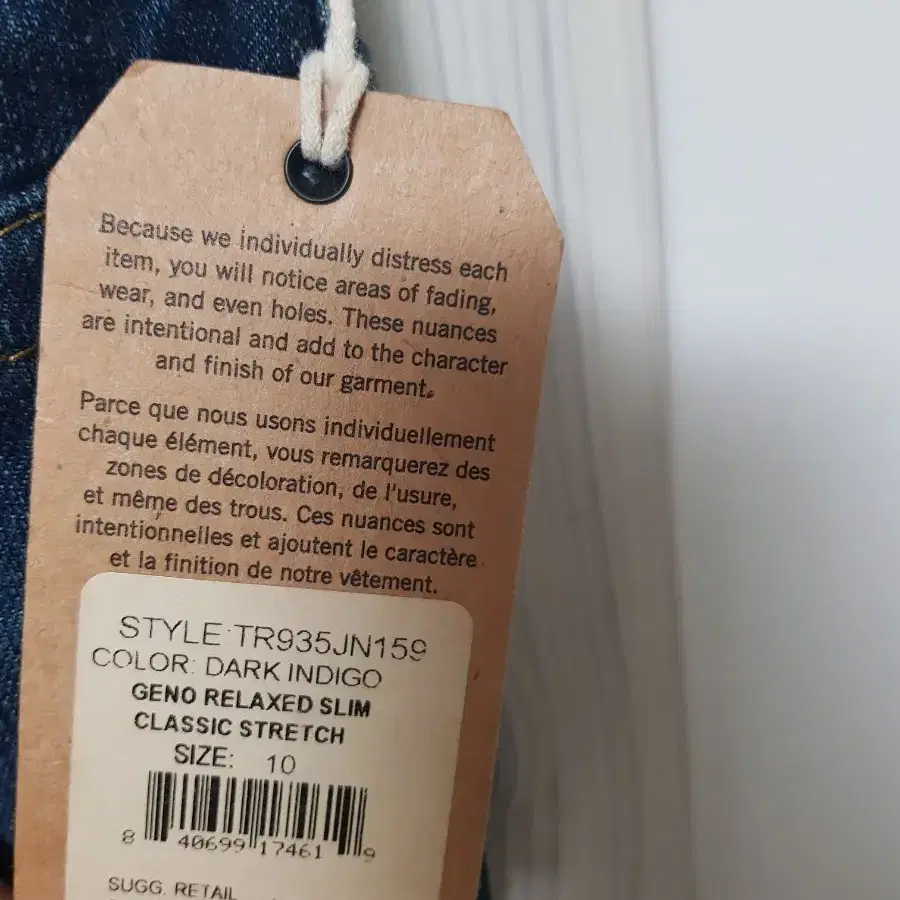 Because we individually distress each
item, you will notice areas of fading,
wear, and even holes. These nuances
are intentional and add to the character
and finish of our garment.
Parce que nous usons individuellement
chaque élément, vous remarquerez des
zones de décoloration, de l'usure,
et même des trous. Ces nuances sont
intentionnelles et ajoutent le caractère
et la finition de notre vêtement.
STYLE:TR935JN159
COLOR: DARK INDIGO
GENO RELAXED SLIM
CLASSIC STRETCH
SIZE: 10
8 40699 17461 9
SUGG. RETAIL